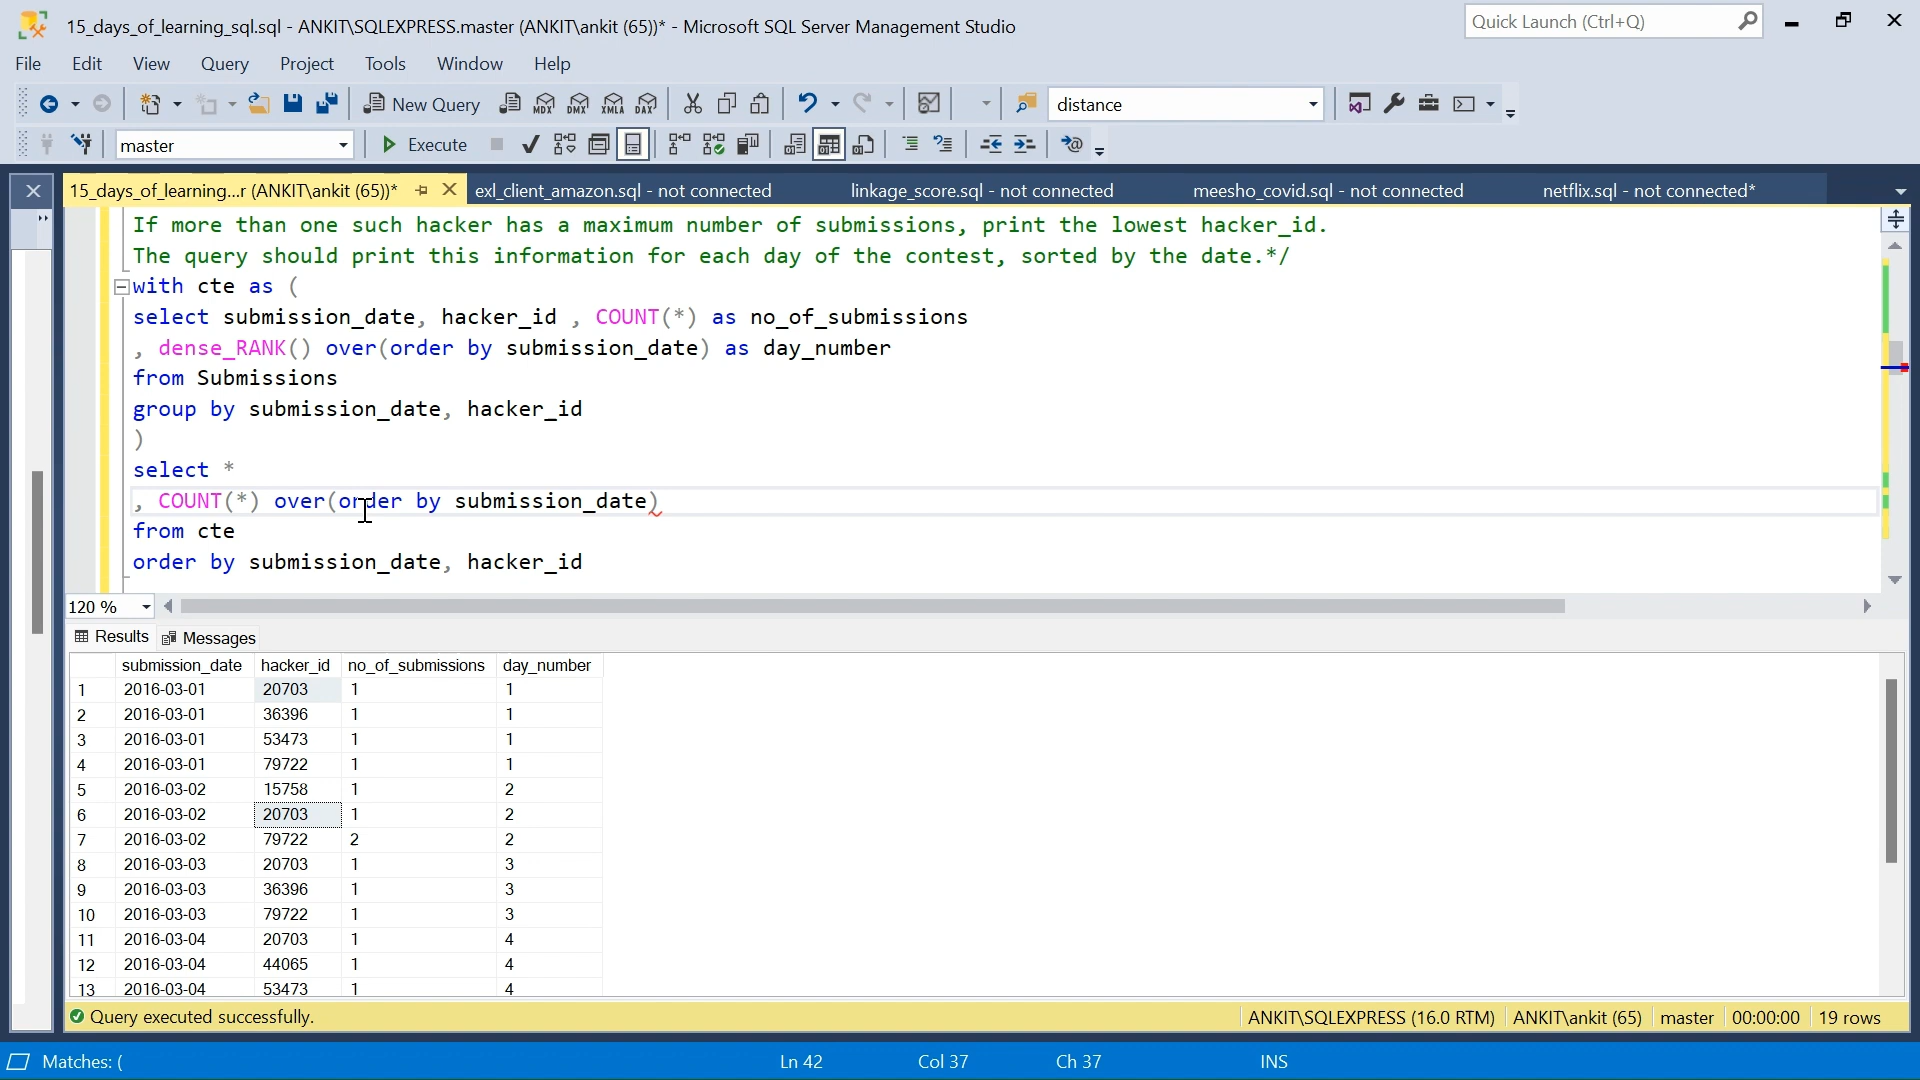 15_days_of_learning_sql.sql - ANKIT\SQLEXPRESS.master (ANKIT\ankit (65))* - Microsoft SQL Server Management Studio
Quick Launch (Ctrl+Q)
File Edit View Query Project Tools Window Help
New Query MDX DMX XMLA DAX distance
master Execute
15_days_of_learning...r (ANKIT\ankit (65))* exl_client_amazon.sql - not connected linkage_score.sql - not connected meesho_covid.sql - not connected netflix.sql - not connected*
If more than one such hacker has a maximum number of submissions, print the lowest hacker_id.
The query should print this information for each day of the contest, sorted by the date.*/
with cte as (
select submission_date, hacker_id , COUNT(*) as no_of_submissions
, dense_RANK() over(order by submission_date) as day_number
from Submissions
group by submission_date, hacker_id
)
select *
, COUNT(*) over(order by submission_date)
from cte
order by submission_date, hacker_id
120 %
Results Messages
submission_date hacker_id no_of_submissions day_number
1 2016-03-01 20703 1 1
2 2016-03-01 36396 1 1
3 2016-03-01 53473 1 1
4 2016-03-01 79722 1 1
5 2016-03-02 15758 1 2
6 2016-03-02 20703 1 2
7 2016-03-02 79722 2 2
8 2016-03-03 20703 1 3
9 2016-03-03 36396 1 3
10 2016-03-03 79722 1 3
11 2016-03-04 20703 1 4
12 2016-03-04 44065 1 4
13 2016-03-04 53473 1 4
Query executed successfully. ANKIT\SQLEXPRESS (16.0 RTM) ANKIT\ankit (65) master 00:00:00 19 rows
Matches: ( Ln 42 Col 37 Ch 37 INS